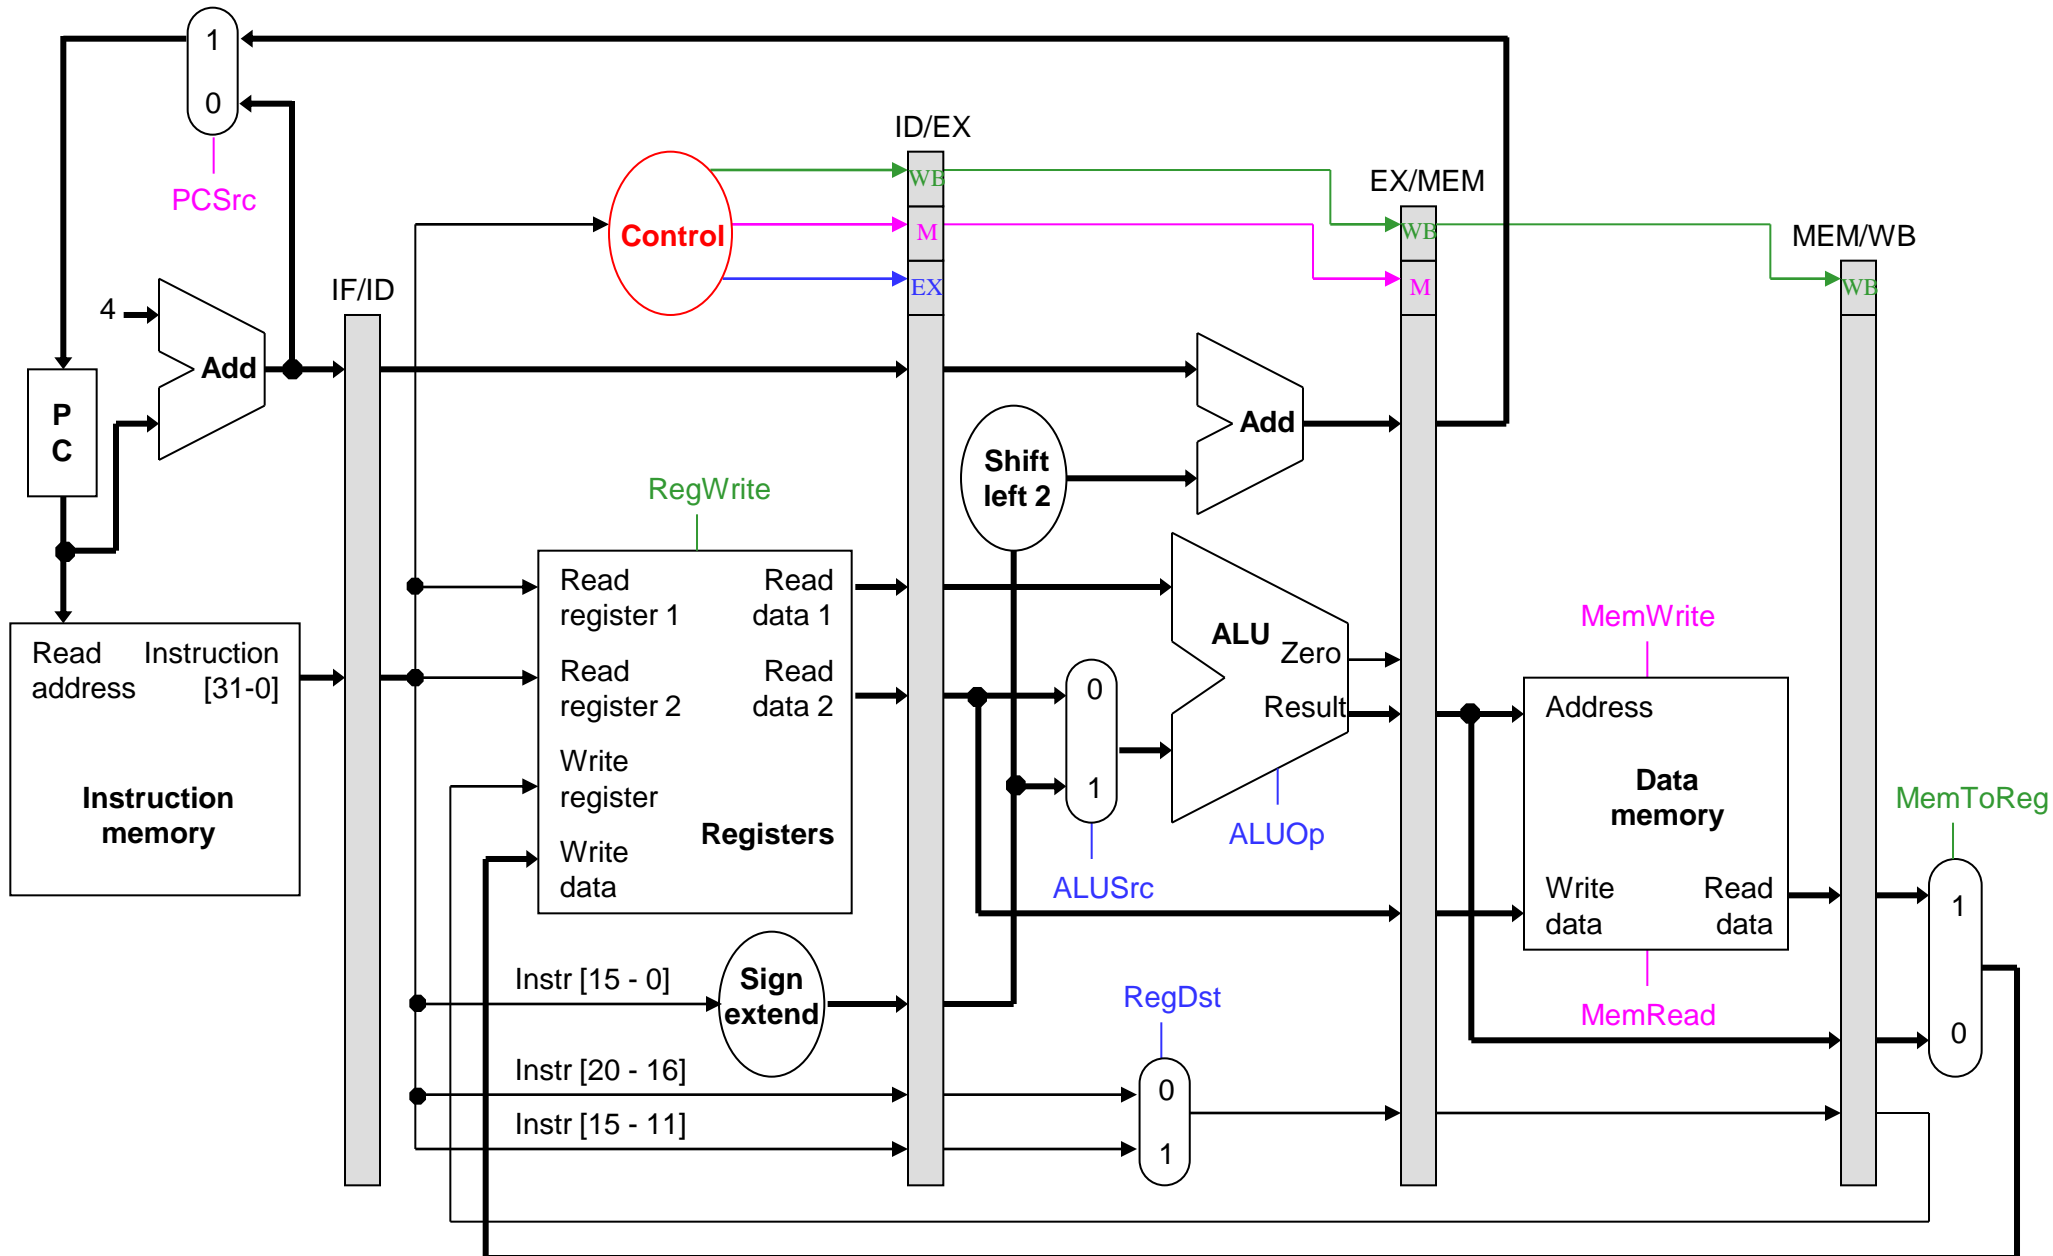 1
0
PCSrc
ID/EX
WB
M
EX
Control
EX/MEM
WB
M
MEM/WB
WB
IF/ID
4
Add
P
C
Add
Shift
left 2
RegWrite
Read
register 1
Read
data 1
Read
register 2
Read
data 2
Write
register
Write
data
Registers
Read
address
Instruction
[31-0]
Instruction
memory
0
1
ALUSrc
ALU
Zero
Result
ALUOp
MemWrite
Address
Data
memory
Write
data
Read
data
MemRead
MemToReg
1
0
Instr [15 - 0]
Sign
extend
RegDst
Instr [20 - 16]
Instr [15 - 11]
0
1